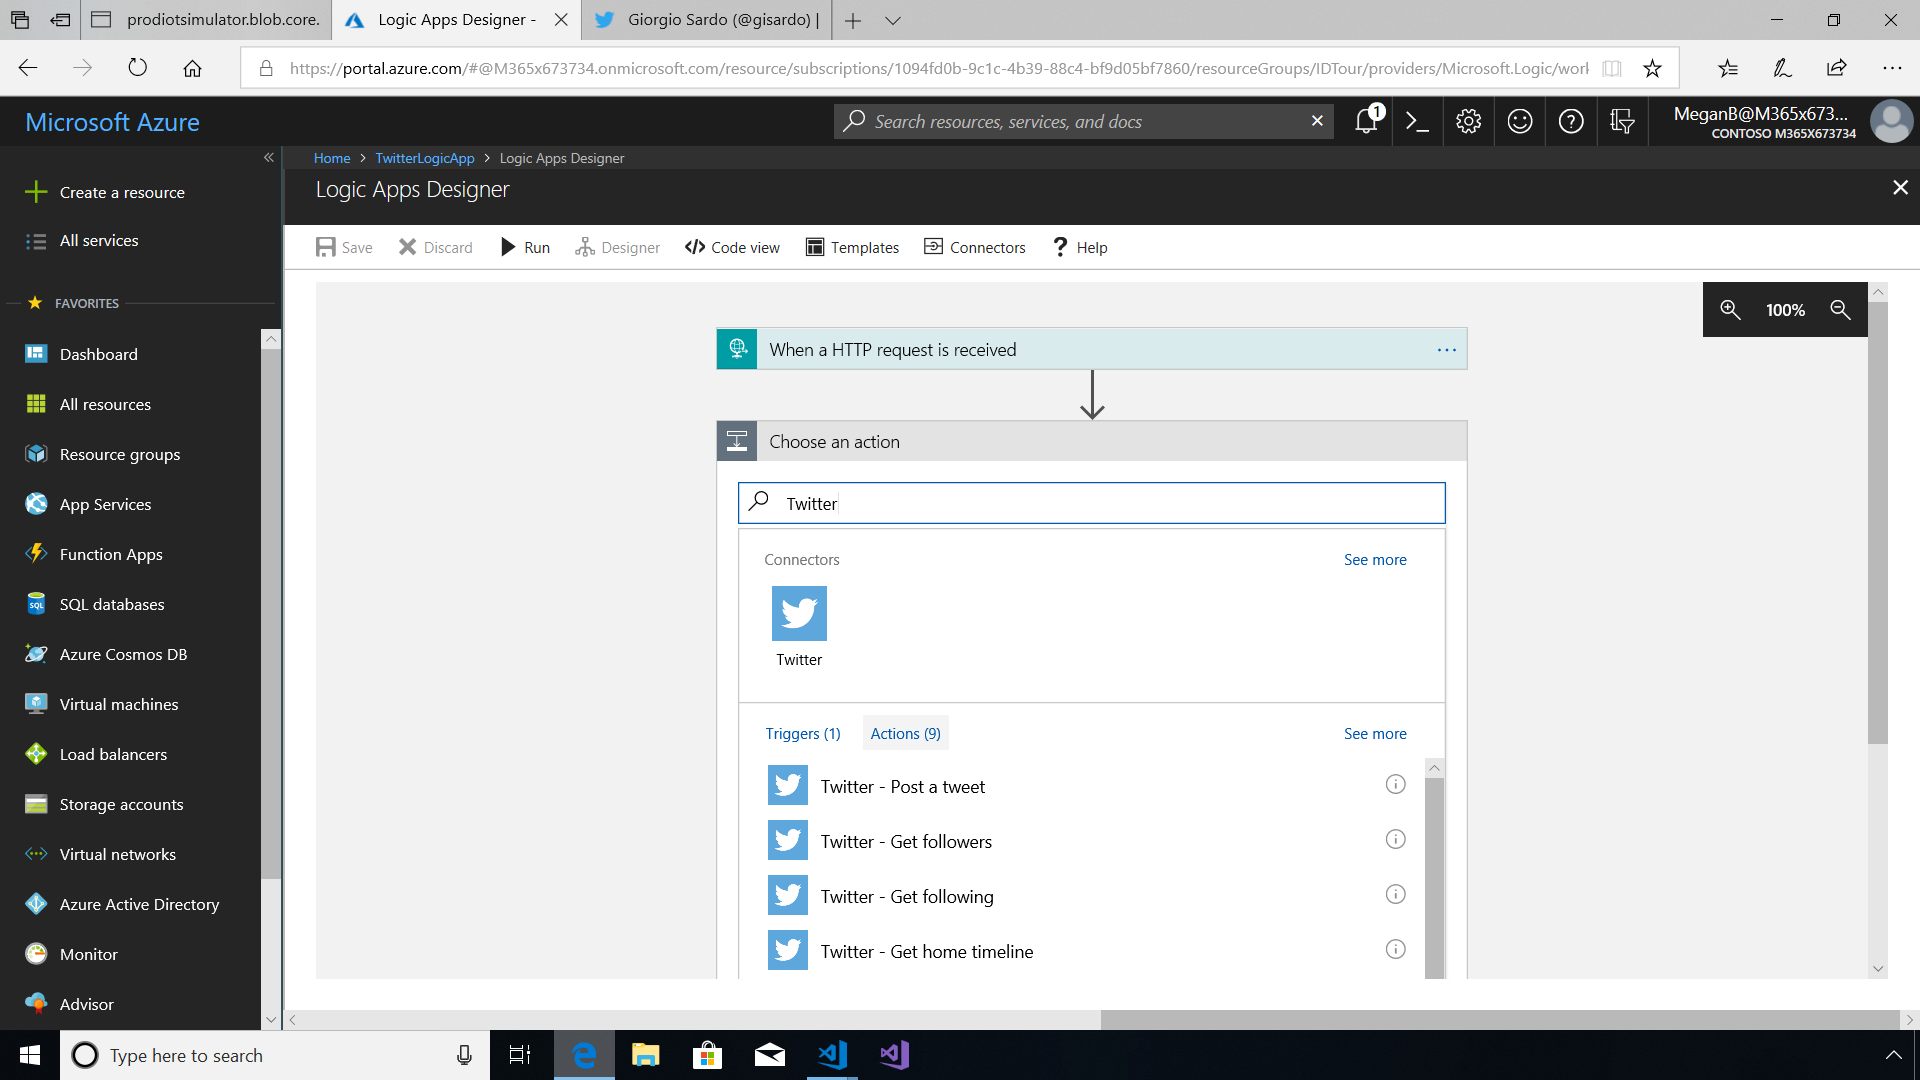 prodiotsimulator.blob.core.
Logic Apps Designer -
Giorgio Sardo (@gisardo) |
https://portal.azure.com/#@M365x673734.onmicrosoft.com/resource/subscriptions/1094fd0b-9c1c-4b39-88c4-bf9d05bf7860/resourceGroups/IDTour/providers/Microsoft.Logic/work
Microsoft Azure
Search resources, services, and docs
1
MeganB@M365x673...
CONTOSO M365X673734
Home > TwitterLogicApp > Logic Apps Designer
Logic Apps Designer
Create a resource
All services
FAVORITES
Dashboard
All resources
Resource groups
App Services
Function Apps
SQL databases
Azure Cosmos DB
Virtual machines
Load balancers
Storage accounts
Virtual networks
Azure Active Directory
Monitor
Advisor
Save
Discard
Run
Designer
Code view
Templates
Connectors
Help
100%
When a HTTP request is received
Choose an action
Twitter
Connectors
See more
Twitter
Triggers (1)
Actions (9)
See more
Twitter - Post a tweet
Twitter - Get followers
Twitter - Get following
Twitter - Get home timeline
Type here to search